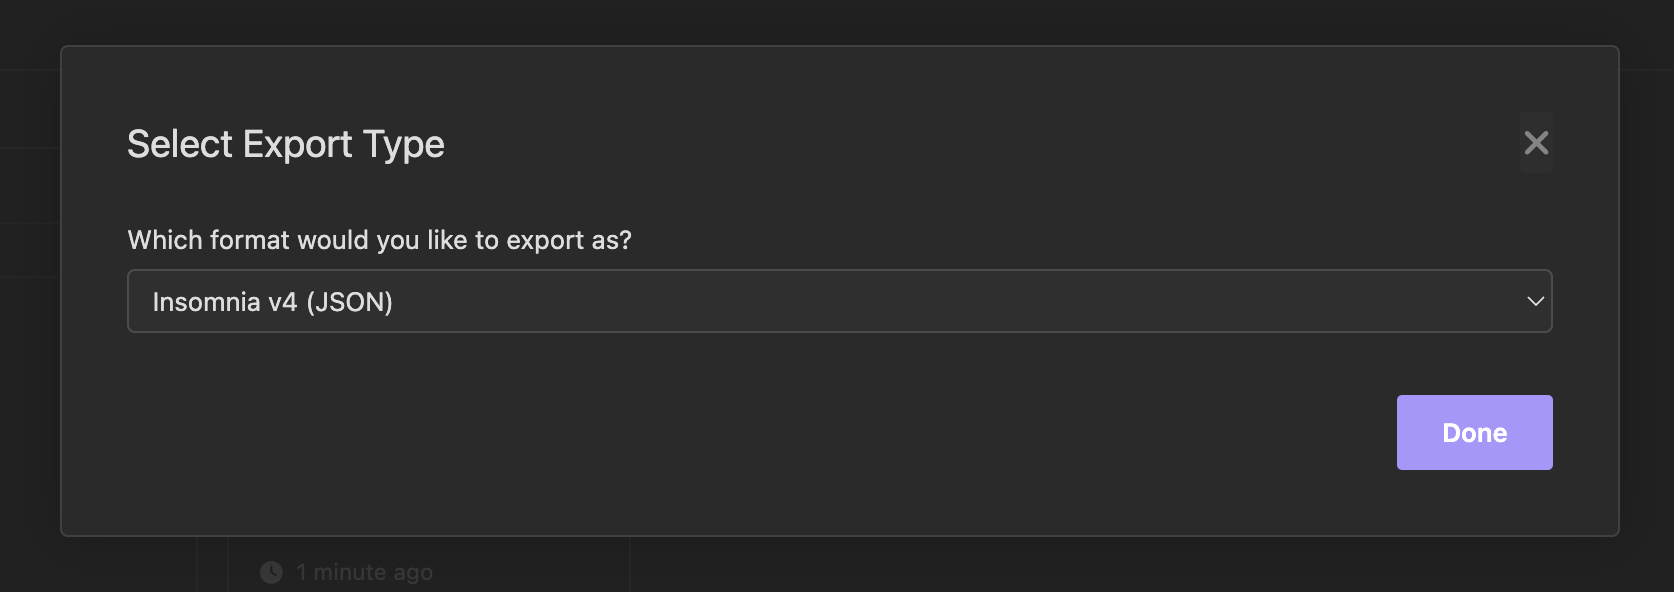 Select Export Type
Which format would you like to export as?
Insomnia v4 (JSON)
Done
1 minute ago